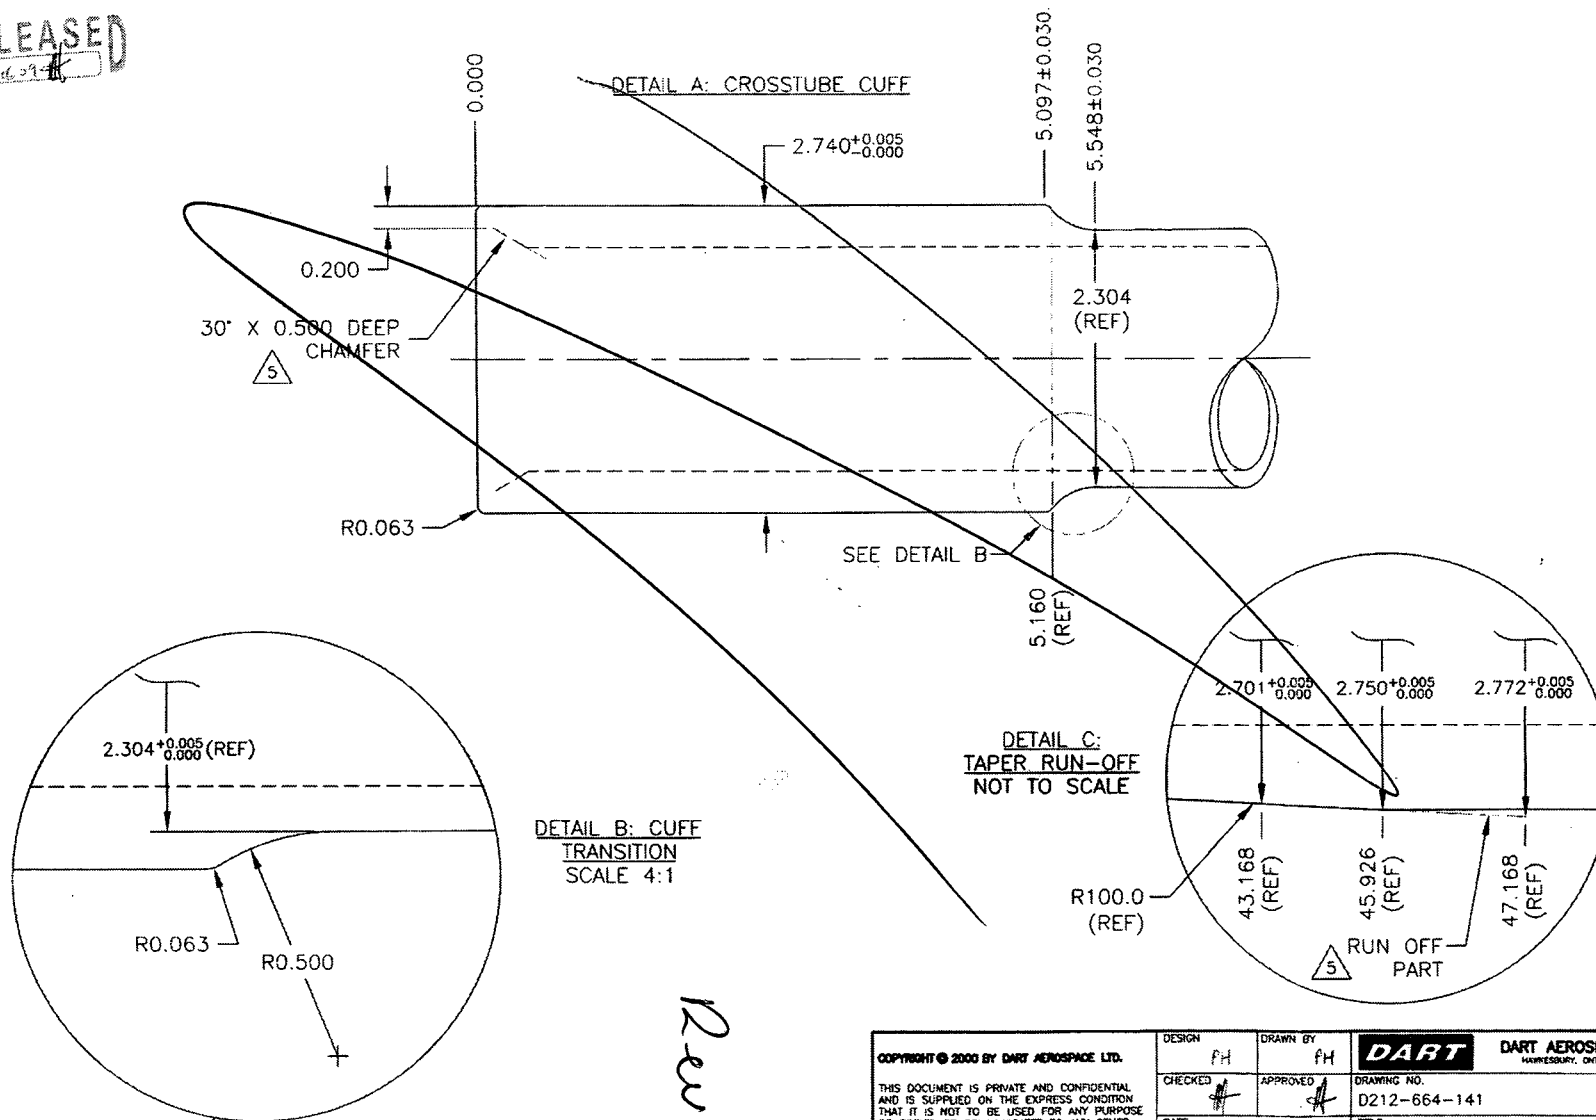 LEASED
DETAIL A: CROSSTUBE CUFF
0.000
2.740 +0.005 -0.000
5.097±0.030
5.548±0.030
0.200
30° X 0.500 DEEP
CHAMFER
5
2.304
(REF)
R0.063
SEE DETAIL B
5.160
(REF)
2.304 +0.005 0.000 (REF)
DETAIL B: CUFF
TRANSITION
SCALE 4:1
R0.063
R0.500
DETAIL C:
TAPER RUN-OFF
NOT TO SCALE
2.701 +0.005 0.000
2.750 +0.005 0.000
2.772 +0.005 0.000
R100.0
(REF)
43.168
(REF)
45.926
(REF)
47.168
(REF)
5
RUN OFF
PART
Rev
COPYRIGHT © 2000 BY DART AEROSPACE LTD.
THIS DOCUMENT IS PRIVATE AND CONFIDENTIAL
AND IS SUPPLIED ON THE EXPRESS CONDITION
THAT IT IS NOT TO BE USED FOR ANY PURPOSE
DESIGN
PH
DRAWN BY
PH
CHECKED
APPROVED
DART
DART AEROS
HAWKESBURY, ON
DRAWING NO.
D212-664-141